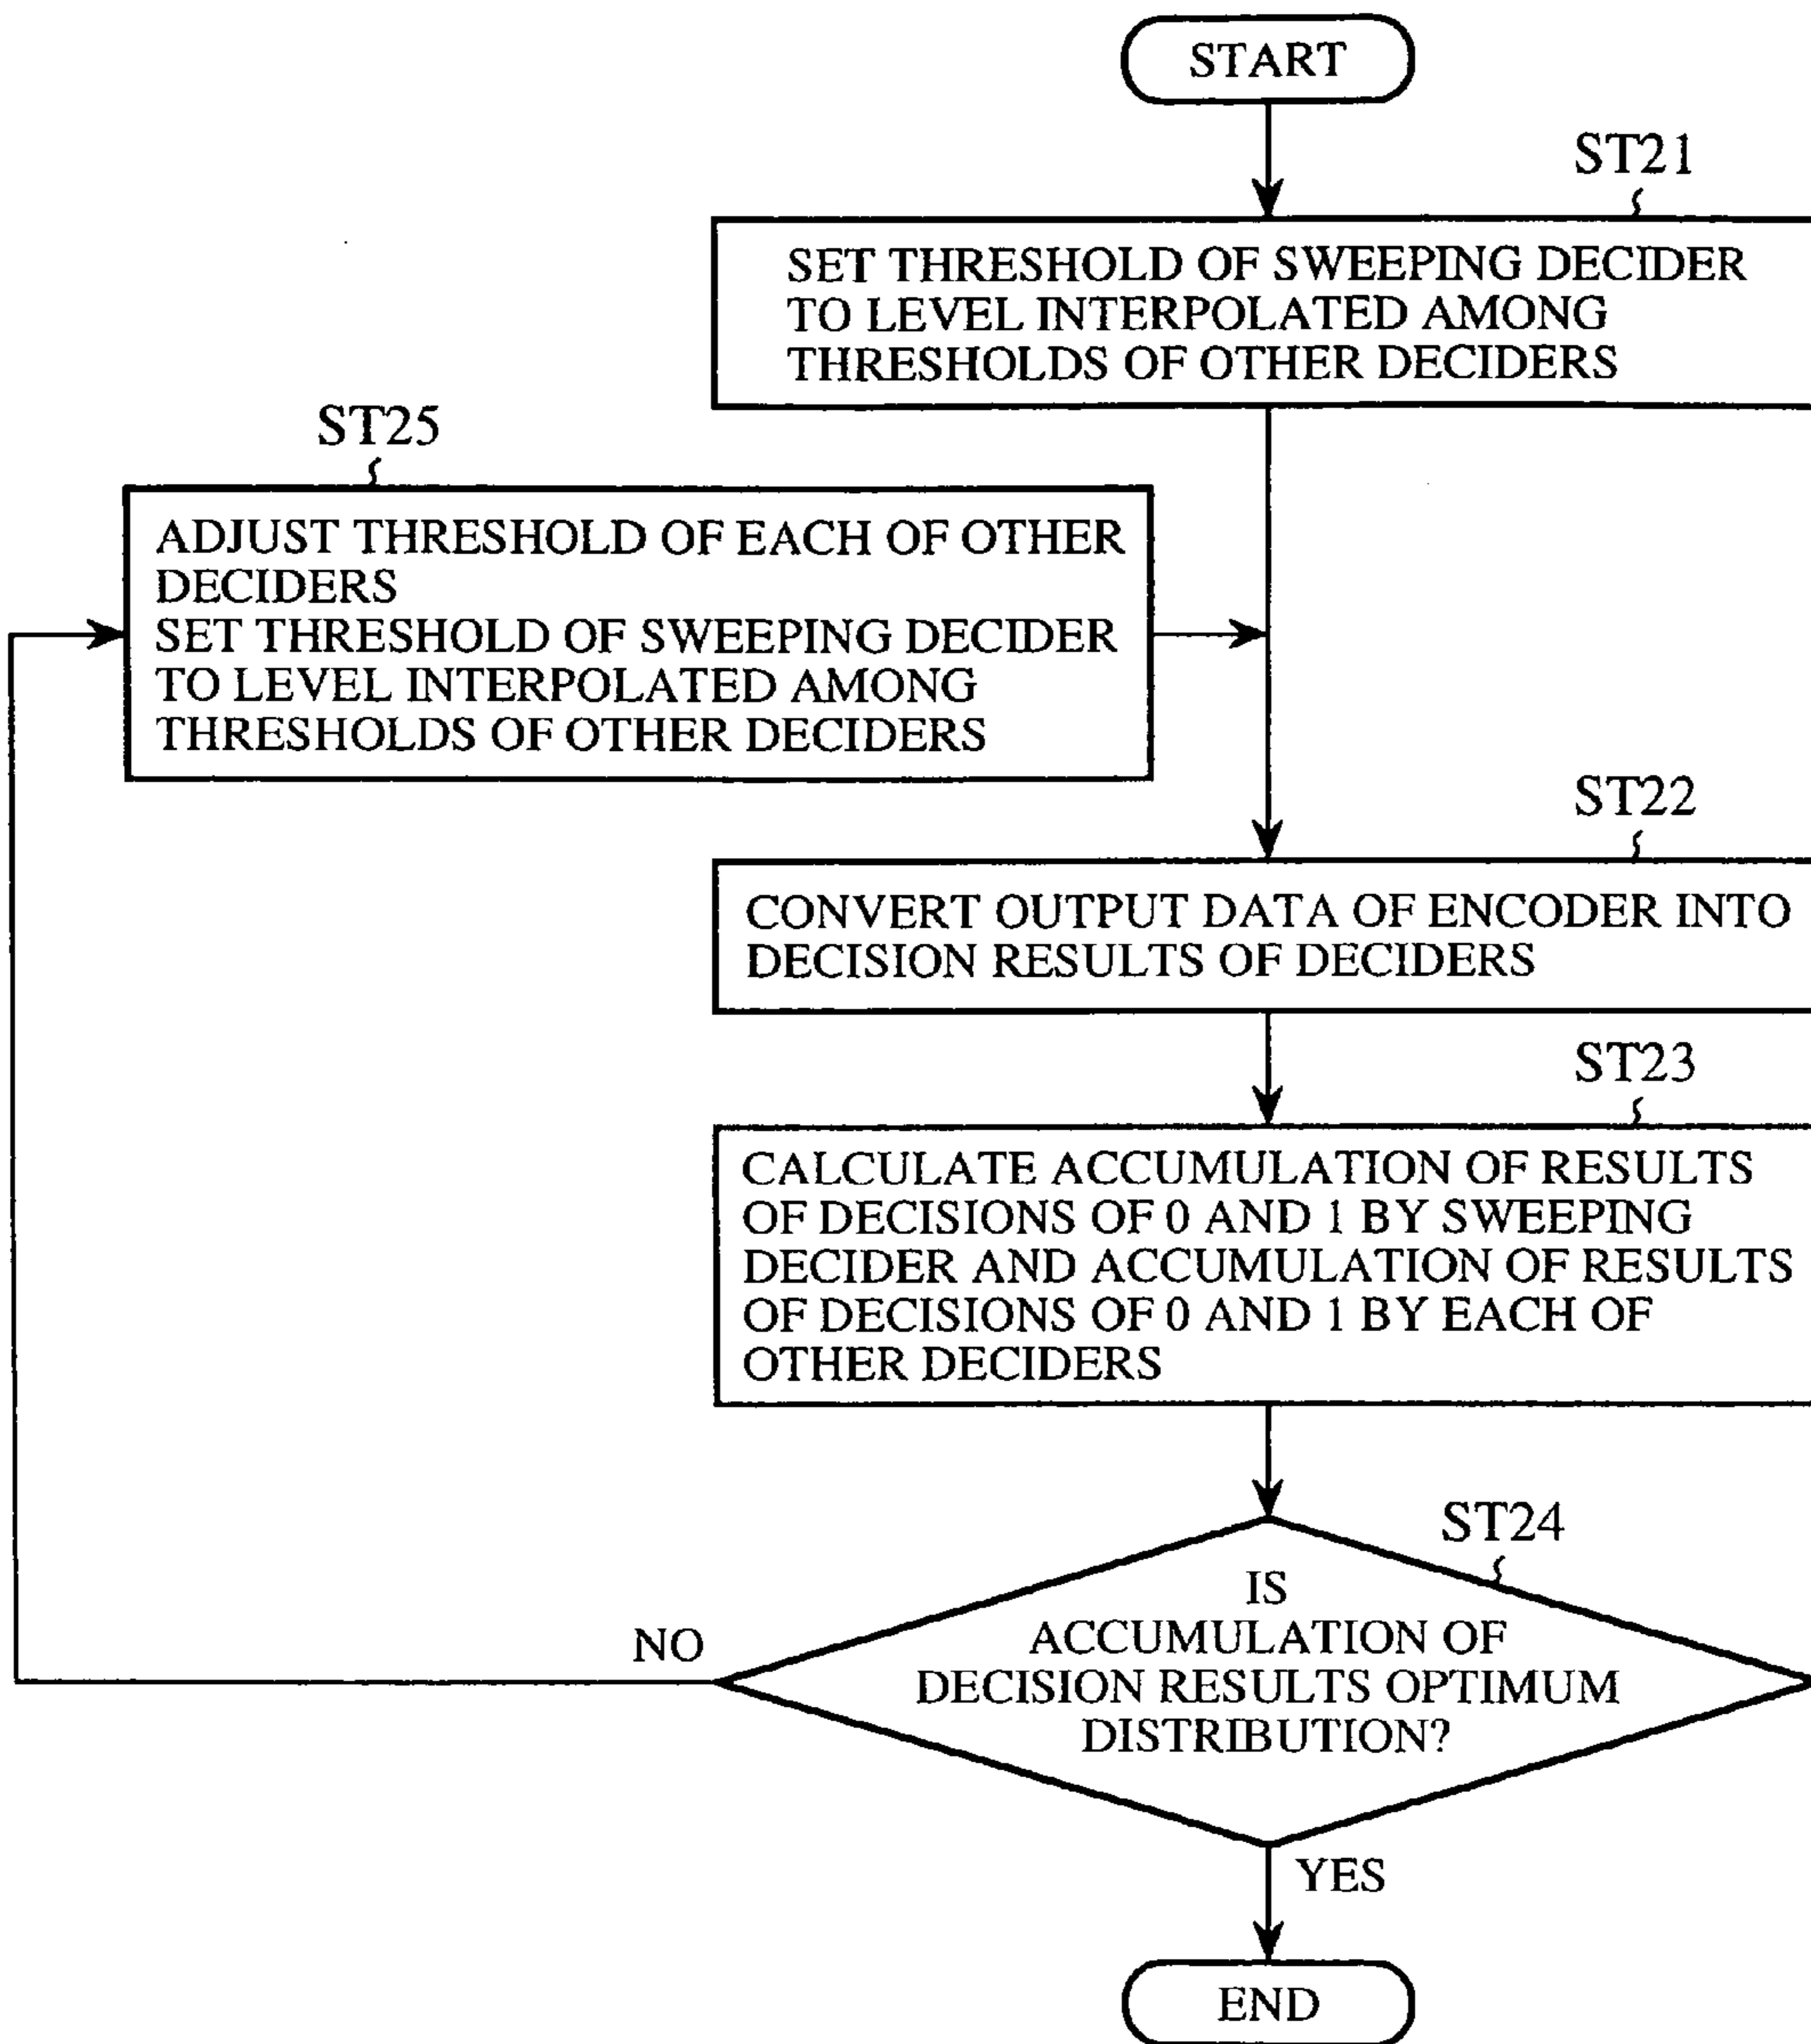 START
ST21
SET THRESHOLD OF SWEEPING DECIDER
TO LEVEL INTERPOLATED AMONG
THRESHOLDS OF OTHER DECIDERS
ST25
ADJUST THRESHOLD OF EACH OF OTHER
DECIDERS
SET THRESHOLD OF SWEEPING DECIDER
TO LEVEL INTERPOLATED AMONG
THRESHOLDS OF OTHER DECIDERS
ST22
CONVERT OUTPUT DATA OF ENCODER INTO
DECISION RESULTS OF DECIDERS
ST23
CALCULATE ACCUMULATION OF RESULTS
OF DECISIONS OF 0 AND 1 BY SWEEPING
DECIDER AND ACCUMULATION OF RESULTS
OF DECISIONS OF 0 AND 1 BY EACH OF
OTHER DECIDERS
ST24
IS
ACCUMULATION OF
DECISION RESULTS OPTIMUM
DISTRIBUTION?
NO
YES
END